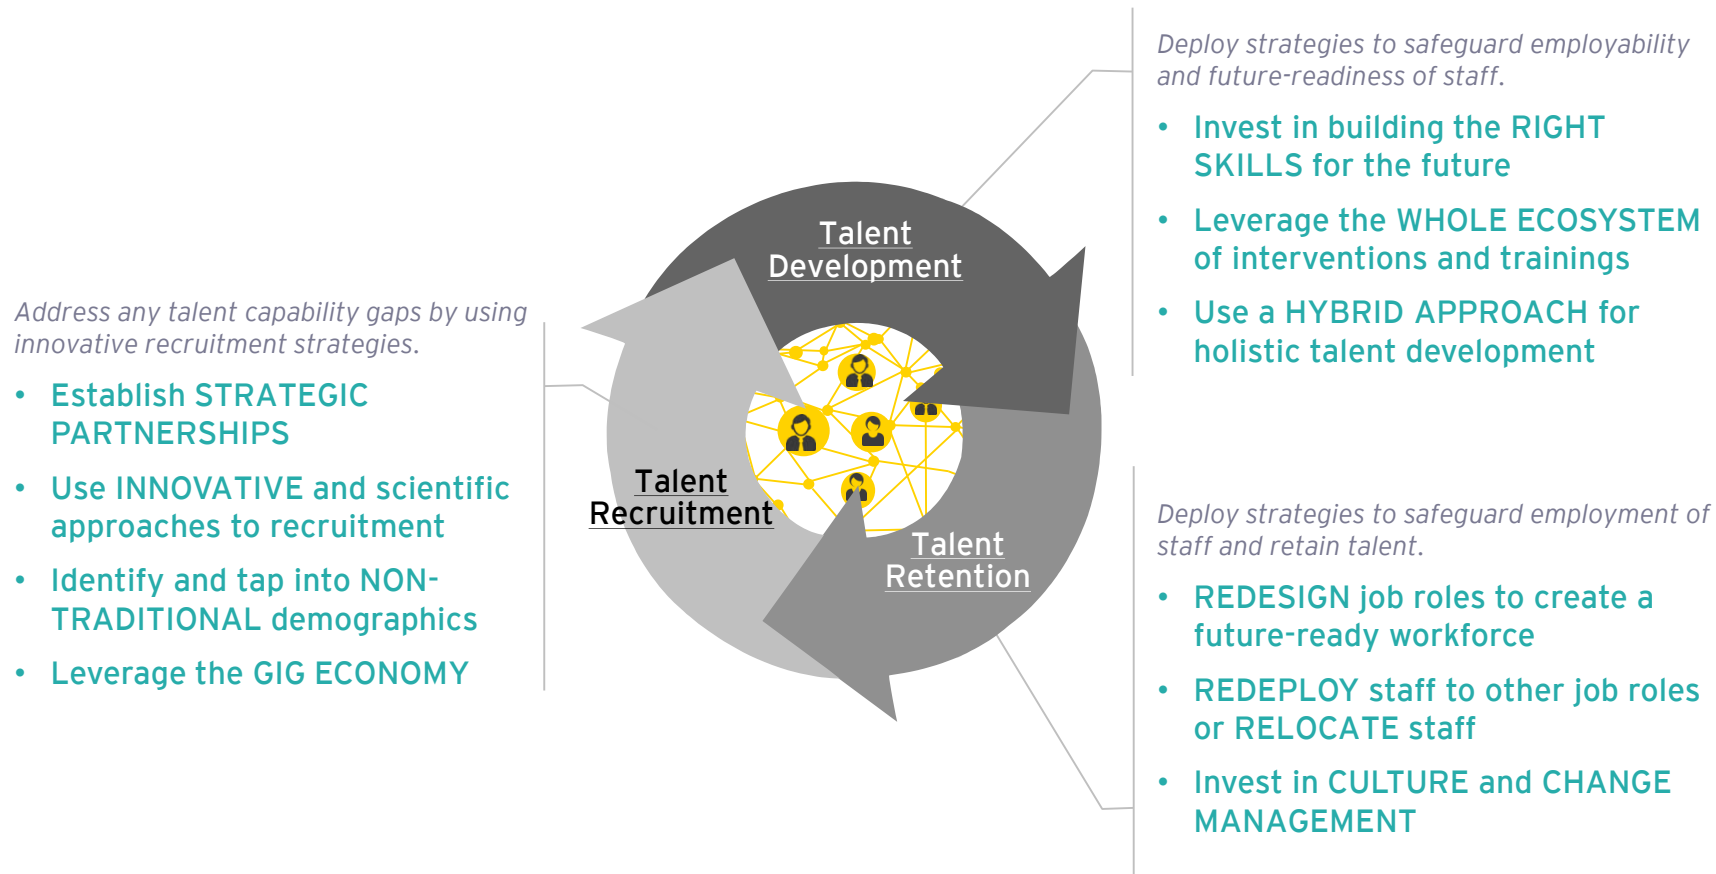 Deploy strategies to safeguard employability
and future-readiness of staff.
• Invest in building the RIGHT
SKILLS for the future
• Leverage the WHOLE ECOSYSTEM
of interventions and trainings
• Use a HYBRID APPROACH for
holistic talent development
Talent
Development
Address any talent capability gaps by using
innovative recruitment strategies.
• Establish STRATEGIC
PARTNERSHIPS
• Use INNOVATIVE and scientific
approaches to recruitment
• Identify and tap into NON-
TRADITIONAL demographics
• Leverage the GIG ECONOMY
Talent
Recruitment
Talent
Retention
Deploy strategies to safeguard employment of
staff and retain talent.
• REDESIGN job roles to create a
future-ready workforce
• REDEPLOY staff to other job roles
or RELOCATE staff
• Invest in CULTURE and CHANGE
MANAGEMENT